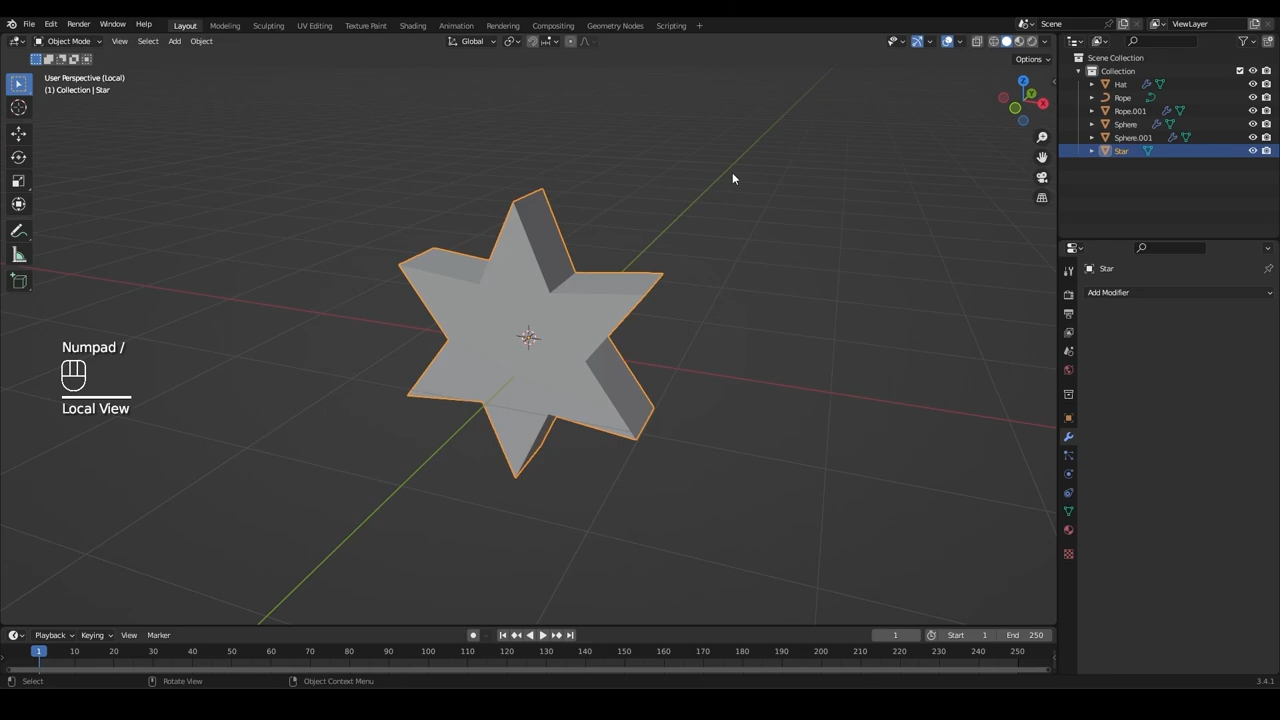 File Edit Render Window Help Layout Modeling Sculpting UV Editing Texture Paint Shading Animation Rendering Compositing Geometry Nodes Scripting + Scene ViewLayer
Object Mode View Select Add Object Global
Options
User Perspective (Local)
(1) Collection | Star
Scene Collection
Collection
Hat
Rope
Rope.001
Sphere
Sphere.001
Star
Z
Y
X
Star
Add Modifier
Numpad /
Local View
Playback Keying View Marker 1 Start 1 End 250
1 10 20 30 40 50 60 70 80 90 100 110 120 130 140 150 160 170 180 190 200 210 220 230 240 250
Select Rotate View Object Context Menu 3.4.1